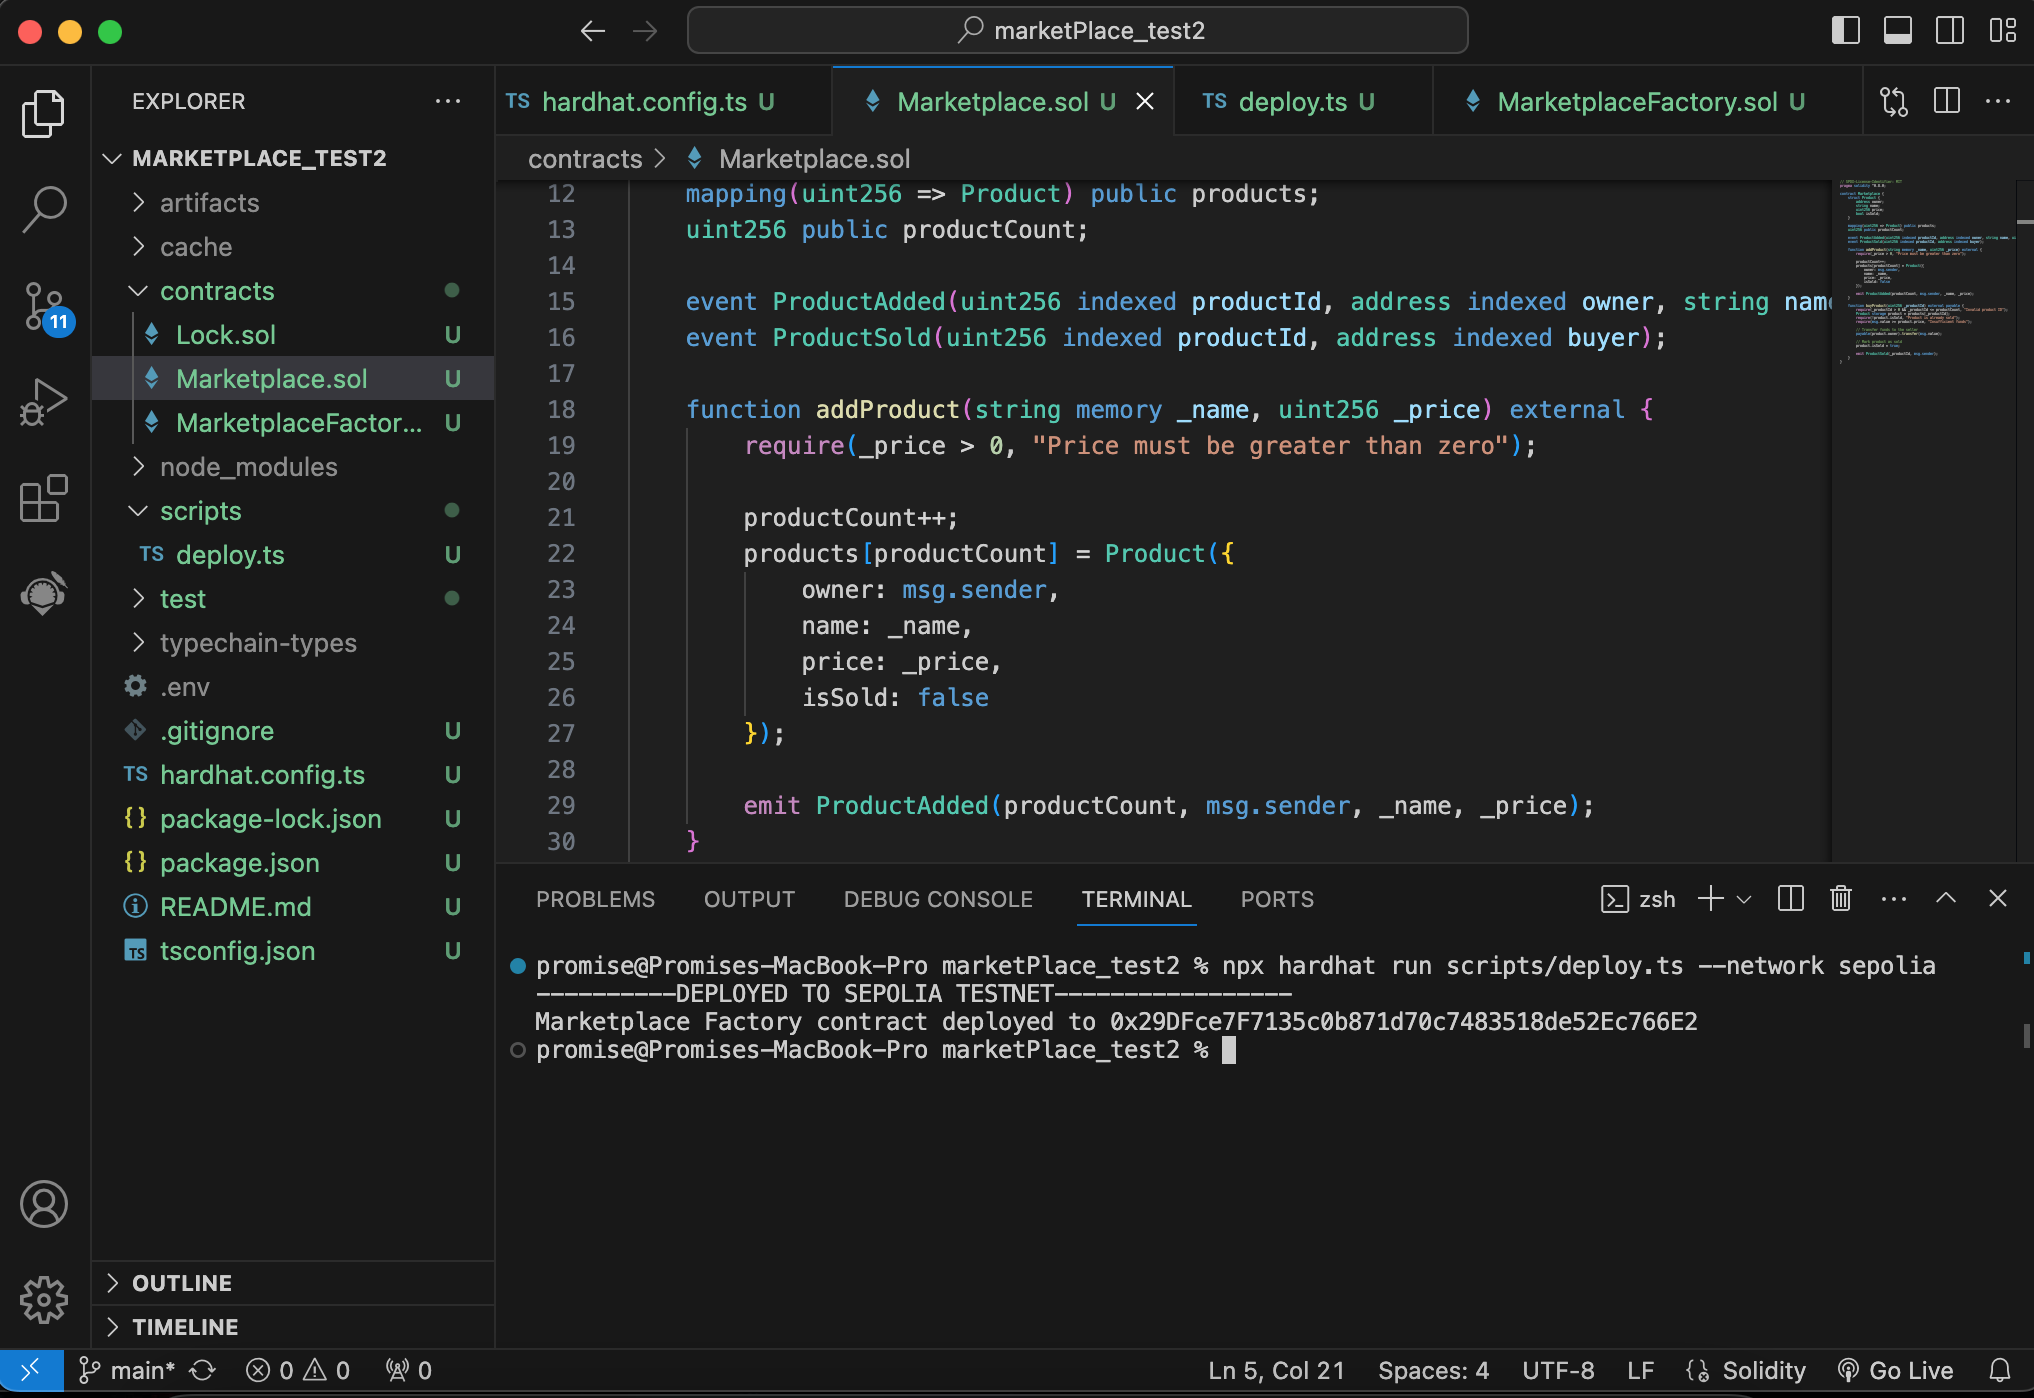 marketPlace_test2
EXPLORER
MARKETPLACE_TEST2
artifacts
cache
contracts
Lock.sol U
Marketplace.sol U
MarketplaceFactor... U
node_modules
scripts
TS deploy.ts U
test
typechain-types
.env
.gitignore U
TS hardhat.config.ts U
{} package-lock.json U
{} package.json U
README.md U
TS tsconfig.json U
OUTLINE
TIMELINE
11
TS hardhat.config.ts U
Marketplace.sol U
TS deploy.ts U
MarketplaceFactory.sol U
contracts > Marketplace.sol
12 mapping(uint256 => Product) public products;
13 uint256 public productCount;
14
15 event ProductAdded(uint256 indexed productId, address indexed owner, string name
16 event ProductSold(uint256 indexed productId, address indexed buyer);
17
18 function addProduct(string memory _name, uint256 _price) external {
19 require(_price > 0, "Price must be greater than zero");
20
21 productCount++;
22 products[productCount] = Product({
23 owner: msg.sender,
24 name: _name,
25 price: _price,
26 isSold: false
27 });
28
29 emit ProductAdded(productCount, msg.sender, _name, _price);
30 }
PROBLEMS OUTPUT DEBUG CONSOLE TERMINAL PORTS
zsh
promise@Promises-MacBook-Pro marketPlace_test2 % npx hardhat run scripts/deploy.ts --network sepolia
----------DEPLOYED TO SEPOLIA TESTNET-----------------
Marketplace Factory contract deployed to 0x29DFce7F7135c0b871d70c7483518de52Ec766E2
promise@Promises-MacBook-Pro marketPlace_test2 %
main* 0 0 0
Ln 5, Col 21 Spaces: 4 UTF-8 LF Solidity Go Live